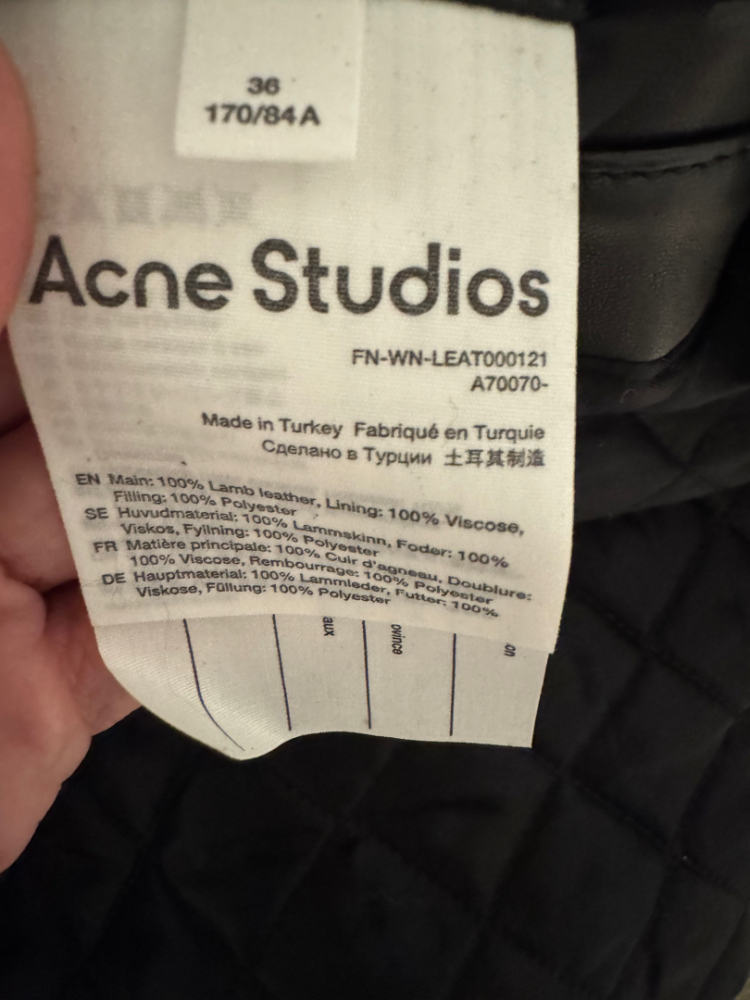 36
170/84A
Acne Studios
FN-WN-LEAT000121
A70070-
Made in Turkey Fabriqué en Turquie
Сделано в Турции 土耳其制造
EN Main: 100% Lamb leather, Lining: 100% Viscose,
Filling: 100% Polyester
SE Huvudmaterial: 100% Lammskinn, Foder: 100%
Viskos, Fyllning: 100% Polyester
FR Matière principale: 100% Cuir d'agneau, Doublure:
100% Viscose, Rembourrage: 100% Polyester
DE Hauptmaterial: 100% Lammleder, Futter: 100%
Viskose, Füllung: 100% Polyester
aux
ovince
on